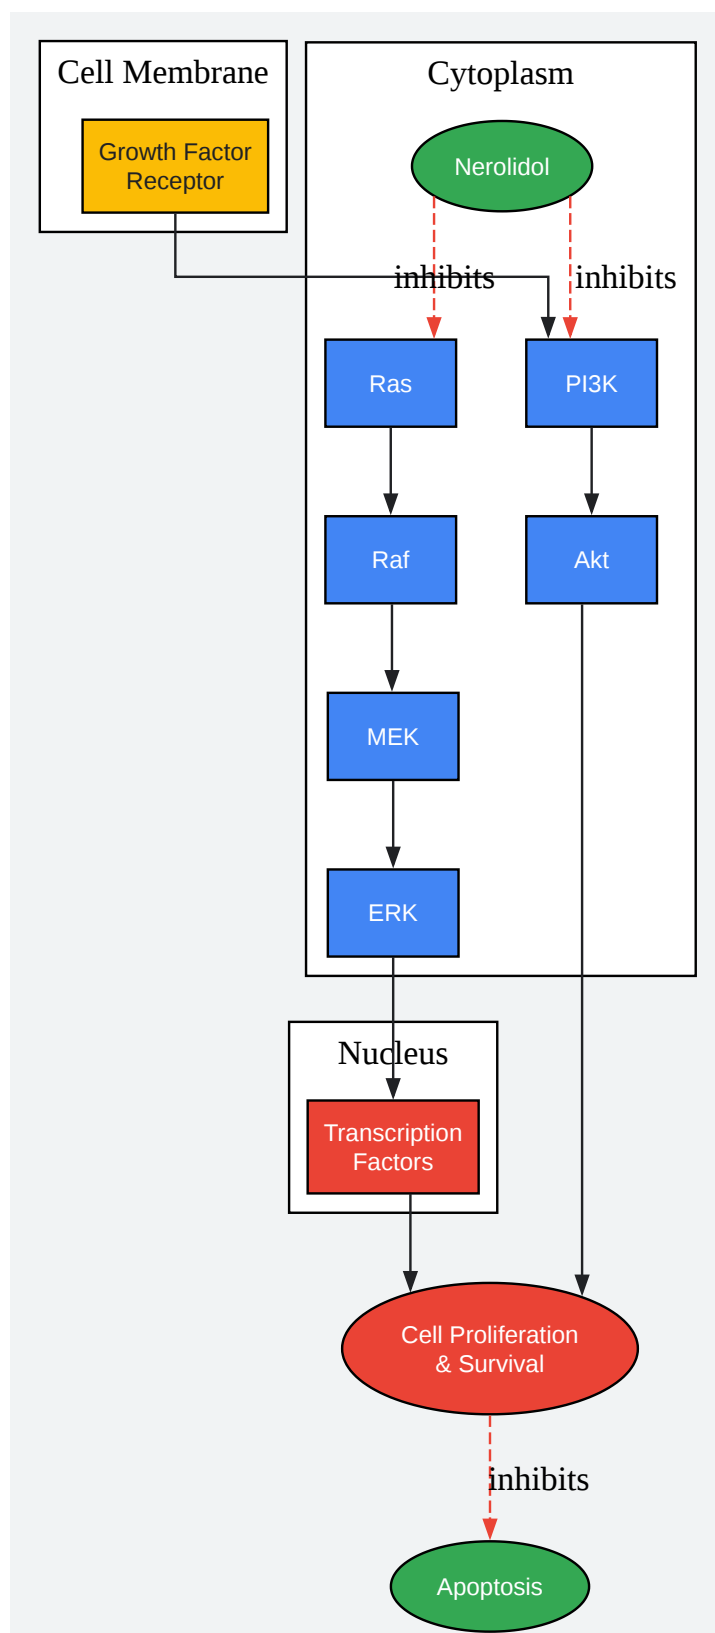 Cell Membrane
Growth Factor
Receptor
Cytoplasm
Nerolidol
inhibits
inhibits
Ras
PI3K
Raf
Akt
MEK
ERK
Nucleus
Transcription
Factors
Cell Proliferation
& Survival
inhibits
Apoptosis